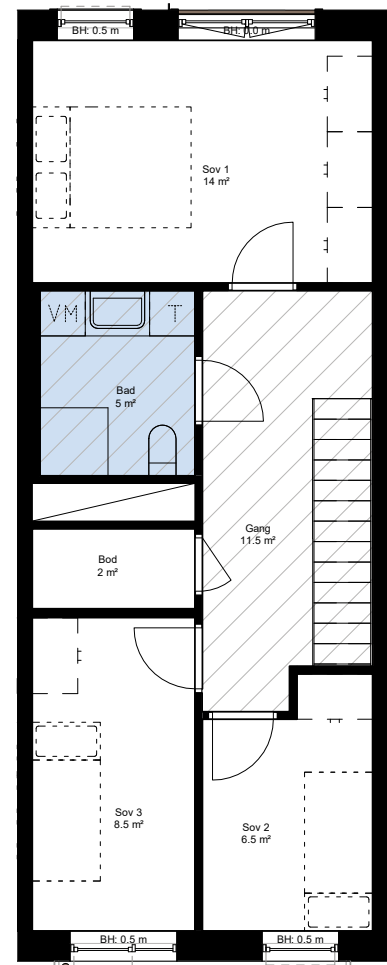 BH: 0.5 m
BH: 0.0 m
Sov 1
14 m²
VM
T
Bad
5 m²
Gang
11.5 m²
Bod
2 m²
Sov 3
8.5 m²
Sov 2
6.5 m²
BH: 0.5 m
BH: 0.5 m